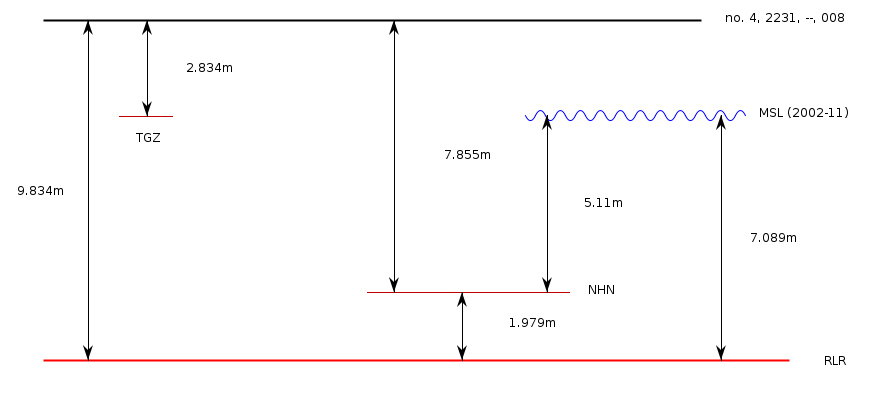 no. 4, 2231, --, 008
2.834m
MSL (2002-11)
TGZ
7.855m
9.834m
5.11m
7.089m
NHN
1.979m
RLR